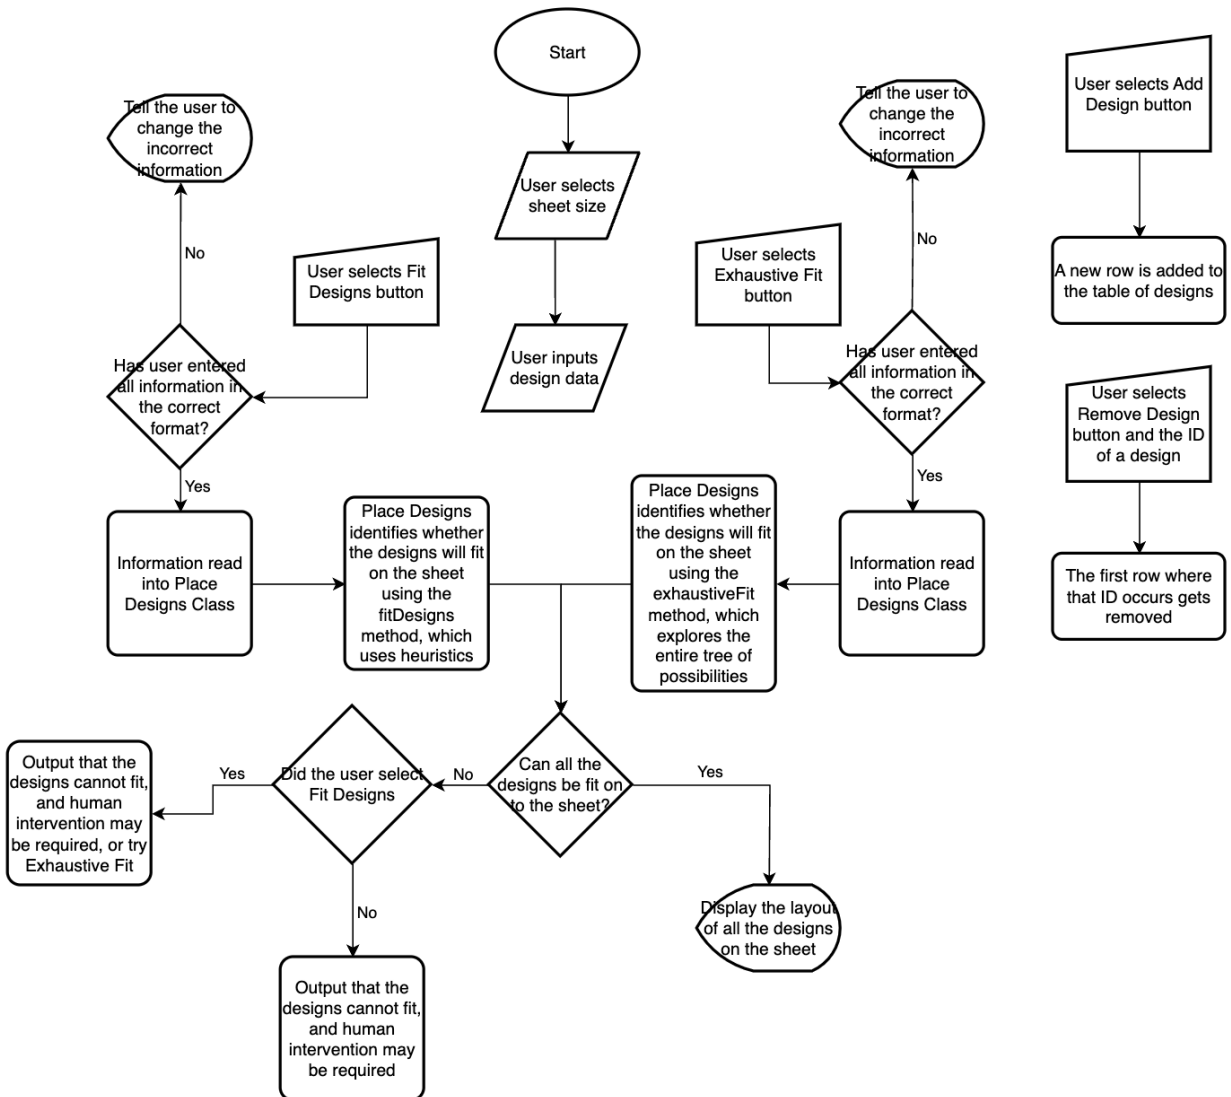 Start
Tell the user to
change the
incorrect
information
Tell the user to
change the
incorrect
information
User selects Add
Design button
User selects
sheet size
No
No
User selects Fit
Designs button
User selects
Exhaustive Fit
button
A new row is added to
the table of designs
User inputs
design data
Has user entered
all information in
the correct
format?
Has user entered
all information in
the correct
format?
User selects
Remove Design
button and the ID
of a design
Yes
Yes
Information read
into Place
Designs Class
Place Designs
identifies whether
the designs will fit
on the sheet
using the
fitDesigns
method, which
uses heuristics
Place Designs
identifies whether
the designs will fit
on the sheet
using the
exhaustiveFit
method, which
explores the
entire tree of
possibilities
Information read
into Place
Designs Class
The first row where
that ID occurs gets
removed
Output that the
designs cannot fit,
and human
intervention may
be required, or try
Exhaustive Fit
Yes
Did the user select
Fit Designs
No
Can all the
designs be fit on
to the sheet?
Yes
No
Display the layout
of all the designs
on the sheet
Output that the
designs cannot fit,
and human
intervention may
be required